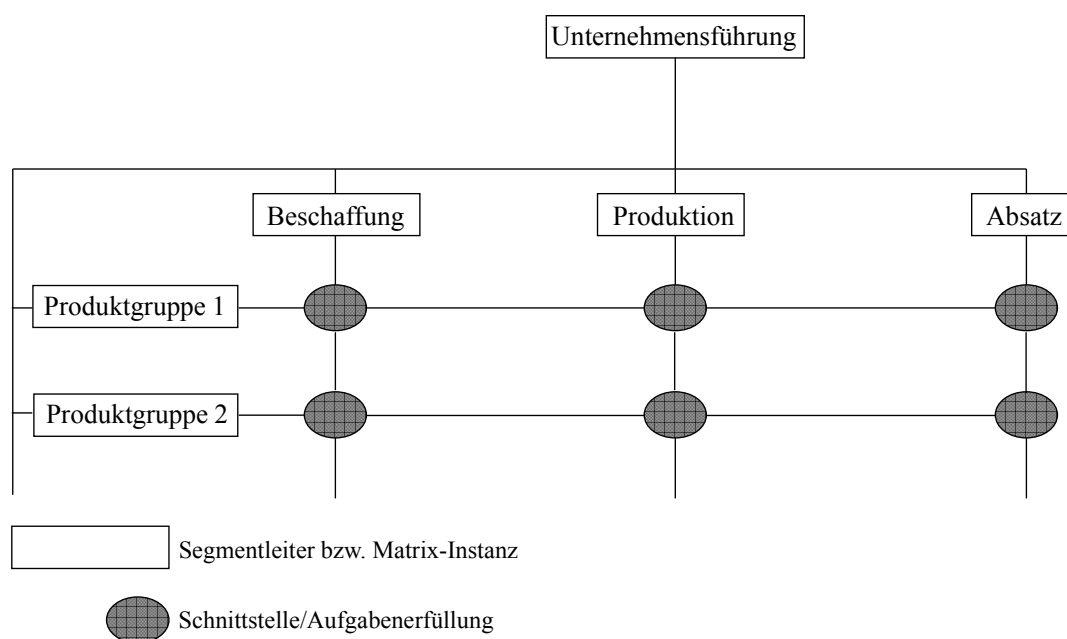 Unternehmensführung
Beschaffung
Produktion
Absatz
Produktgruppe 1
Produktgruppe 2
Segmentleiter bzw. Matrix-Instanz
Schnittstelle/Aufgabenerfüllung